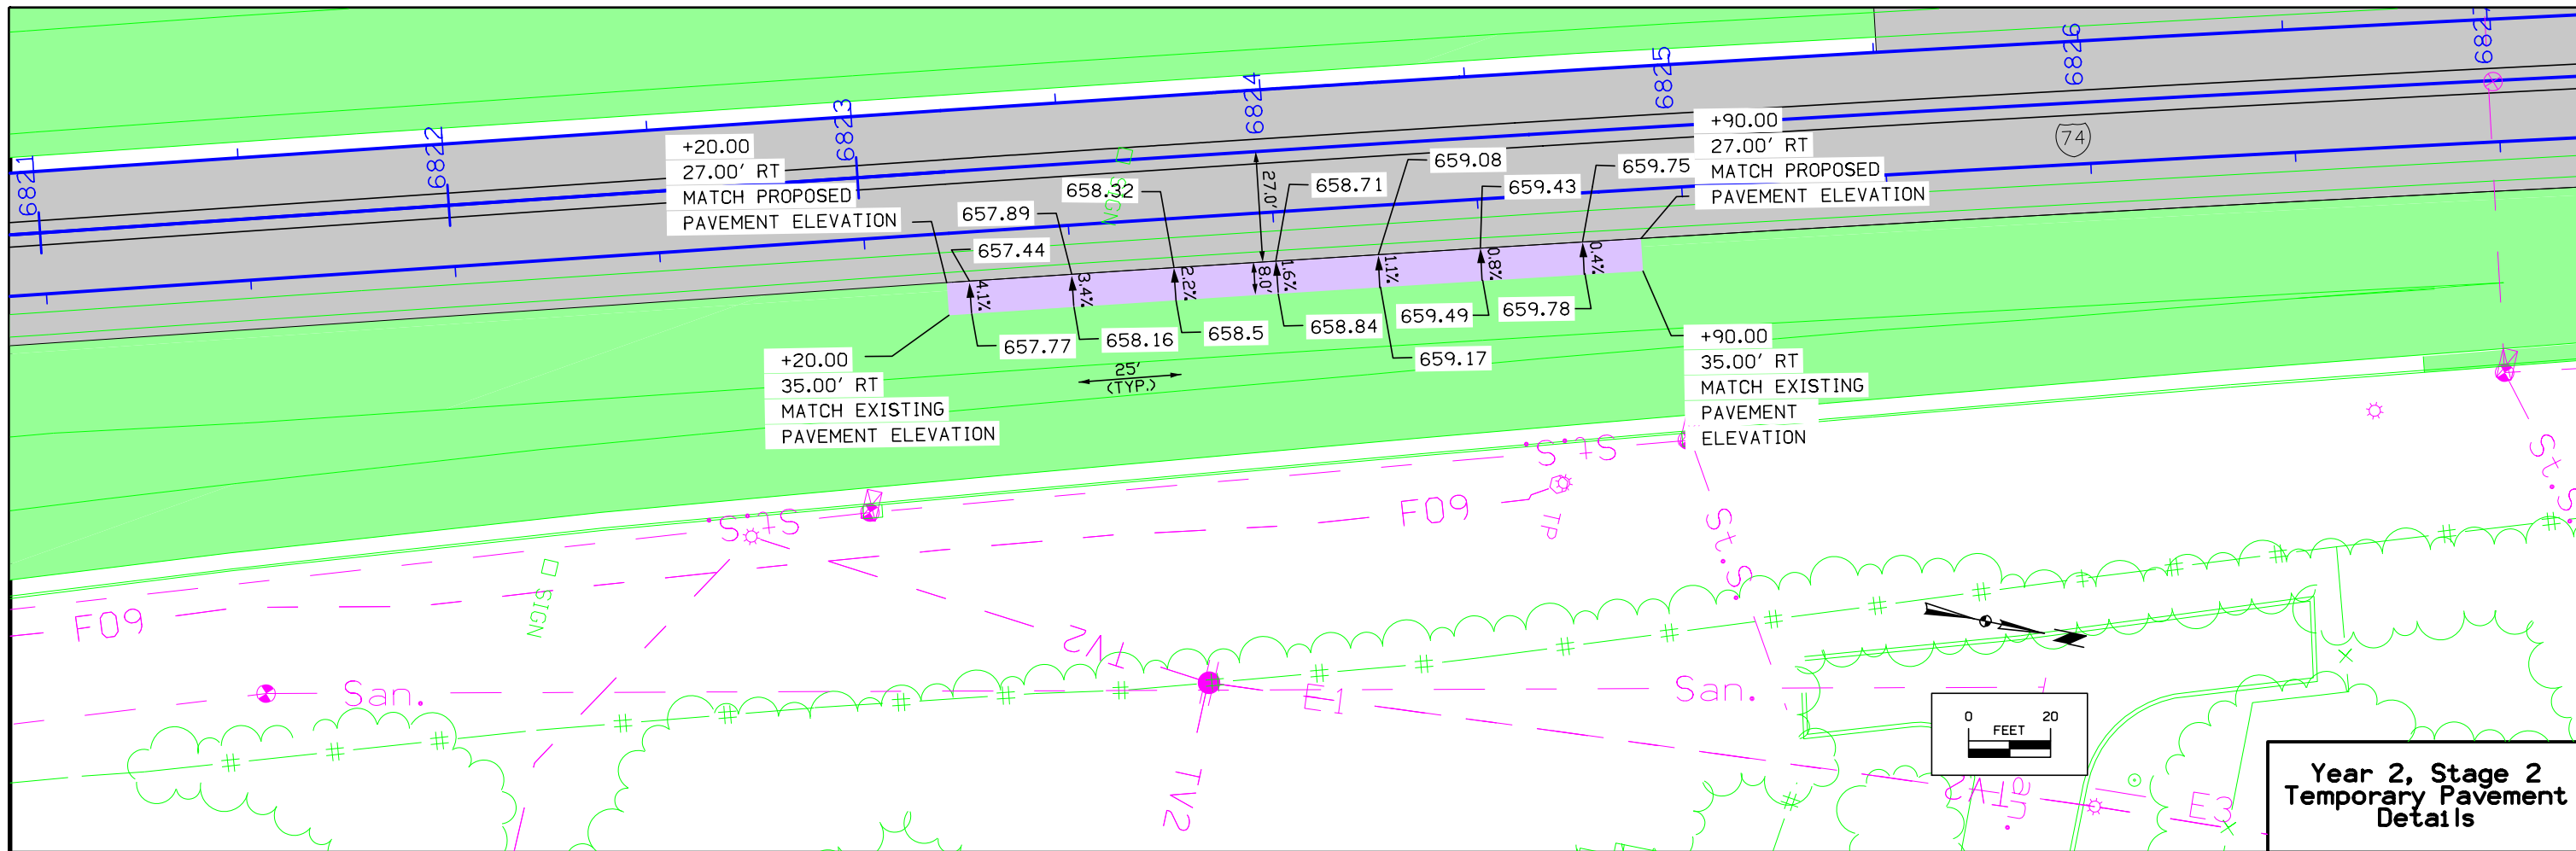 6821
6822
6823
6824
6825
6826
+20.00
27.00' RT
MATCH PROPOSED
PAVEMENT ELEVATION
+90.00
27.00' RT
MATCH PROPOSED
PAVEMENT ELEVATION
74
SIGN
27.0'
657.44
657.89
658.32
658.71
659.08
659.43
659.75
4.1%
3.4%
2.2%
8.0'
1.6%
1.1%
0.8%
0.4%
657.77
658.16
658.5
658.84
659.17
659.49
659.78
25'
(TYP.)
+20.00
35.00' RT
MATCH EXISTING
PAVEMENT ELEVATION
+90.00
35.00' RT
MATCH EXISTING
PAVEMENT
ELEVATION
St.S.
St.S.
St.S.
St.S.
F09
F09
TP
SIGN
TV2
San.
San.
E1
TV2
TV2
E3
0 20
FEET
Year 2, Stage 2
Temporary Pavement
Details